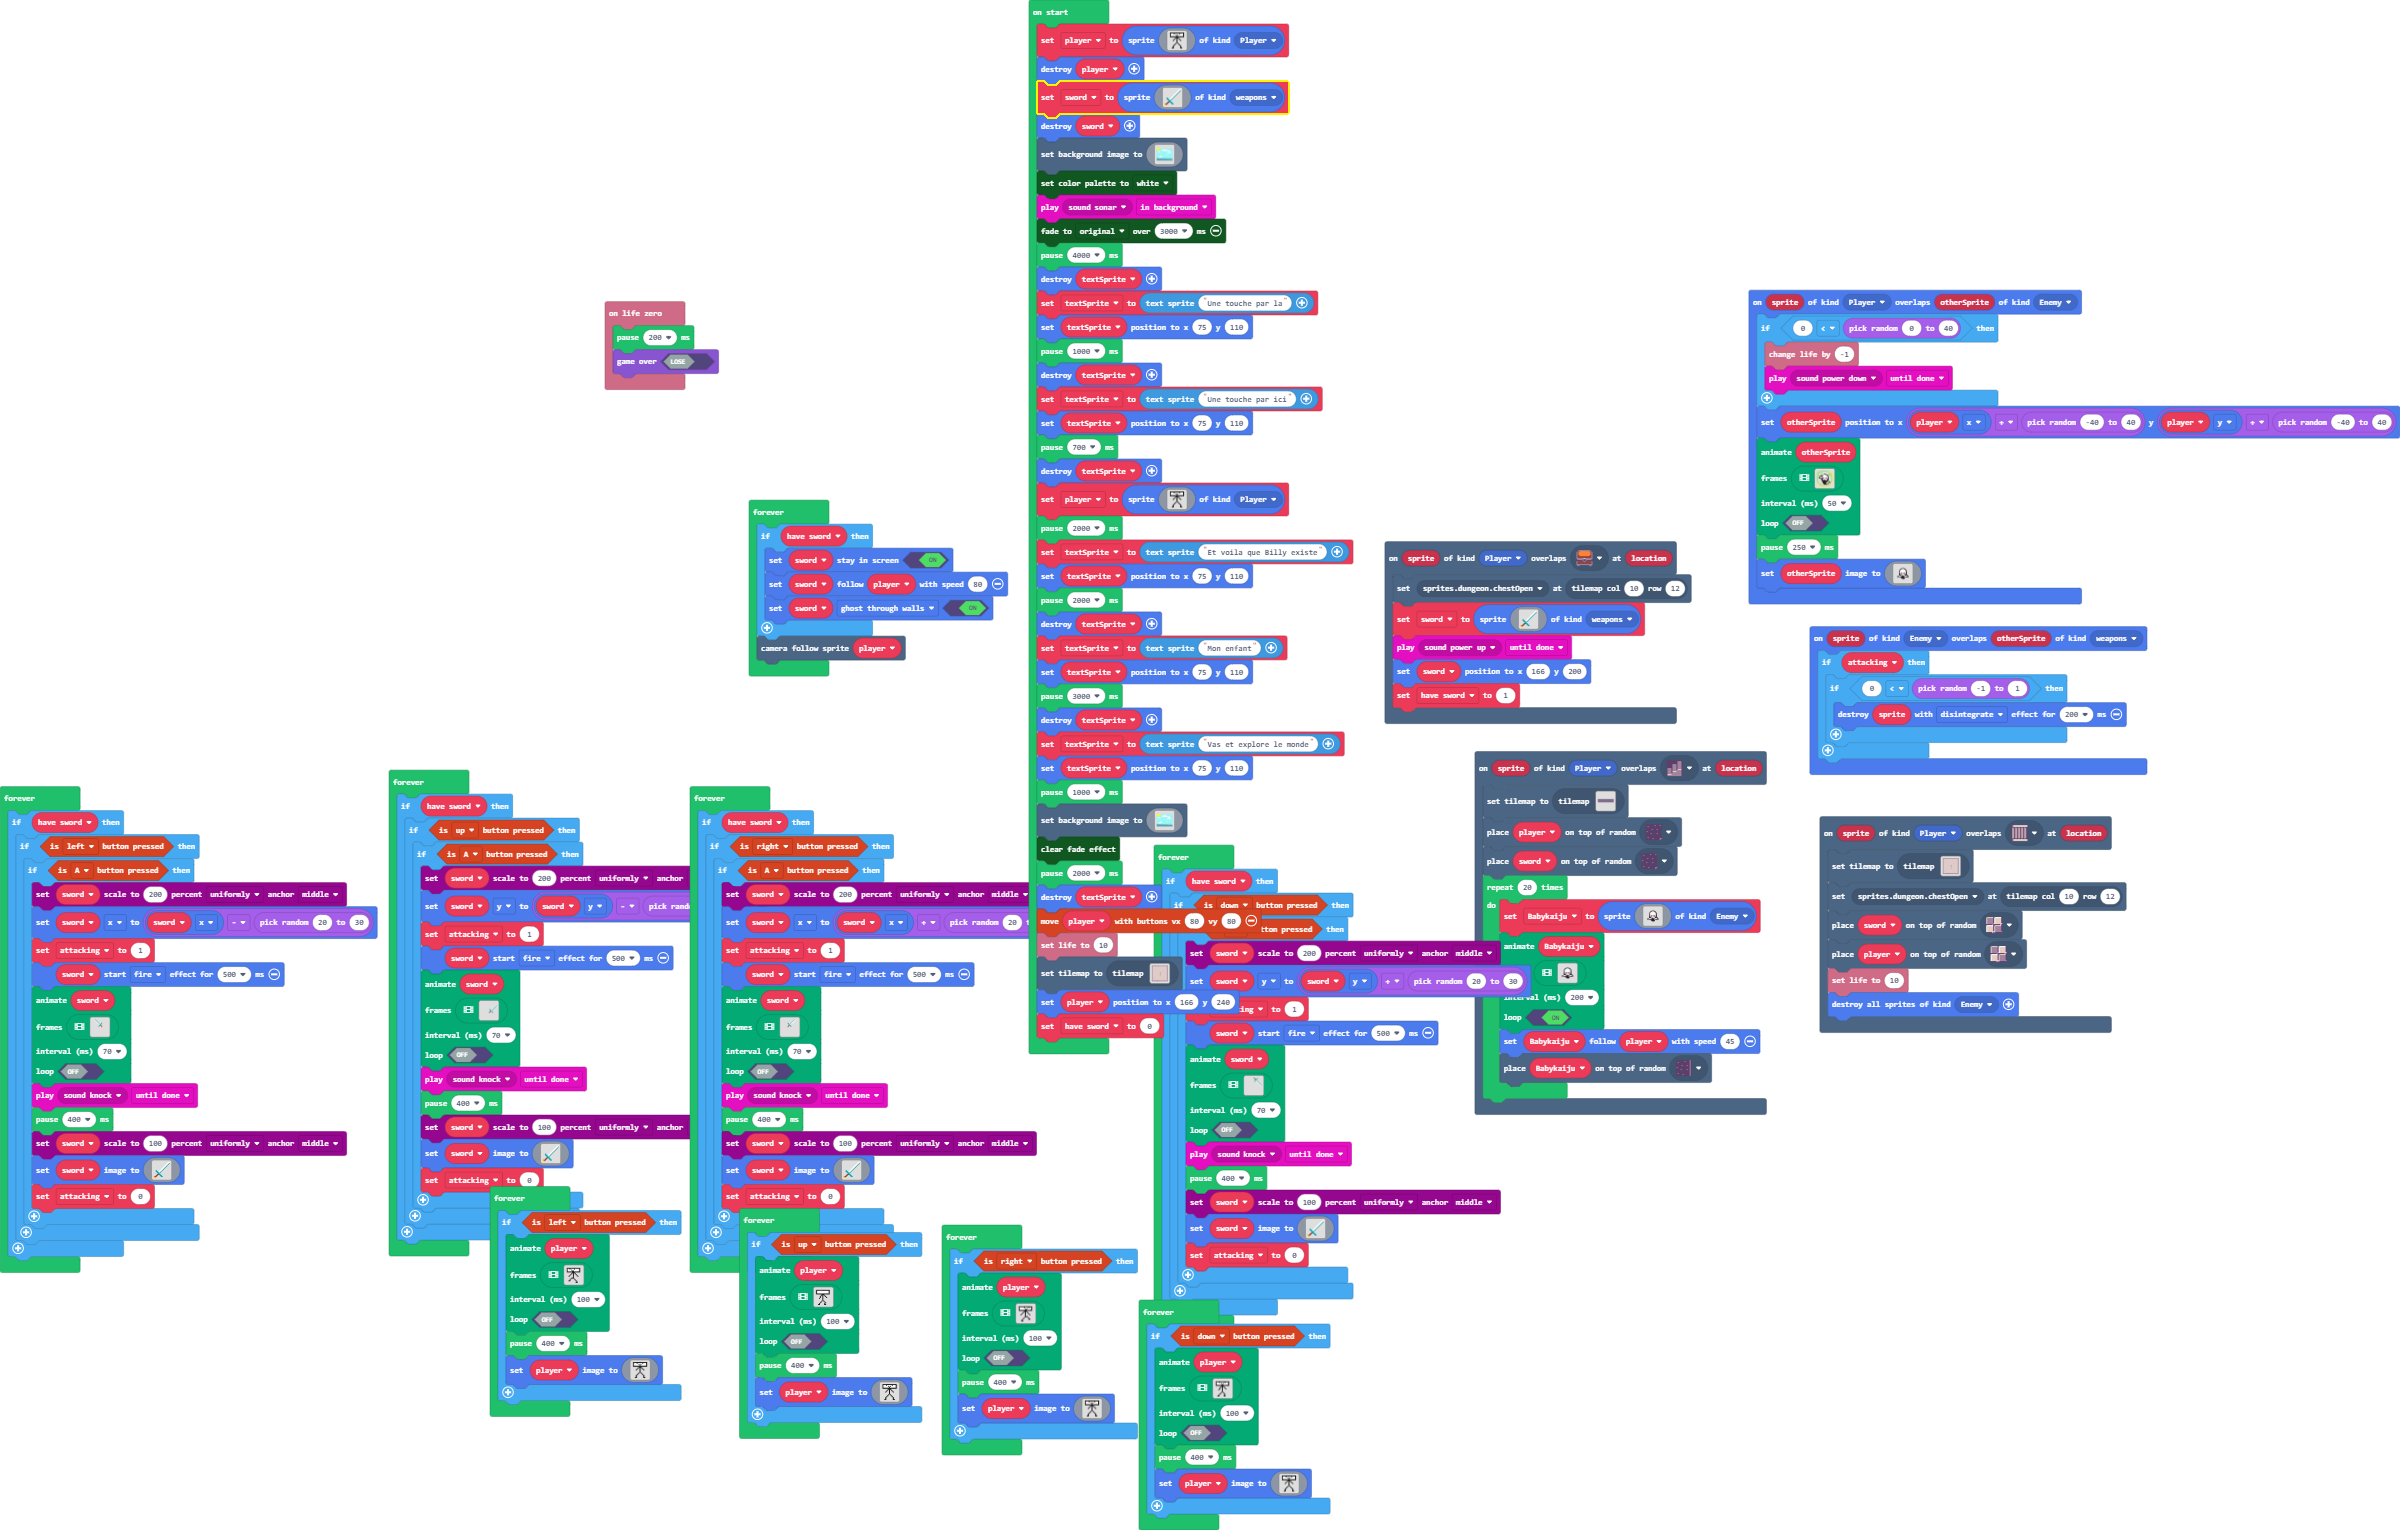 on start
set player to sprite of kind Player
destroy player
set sword to sprite of kind weapons
destroy sword
set background image to
set color palette to white
play sound sonar in background
fade to original over 3000 ms
pause 4000 ms
destroy textSprite
set textSprite to text sprite "Une touche par la"
set textSprite position to x 75 y 110
pause 1000 ms
destroy textSprite
set textSprite to text sprite "Une touche par ici"
set textSprite position to x 75 y 110
pause 700 ms
destroy textSprite
set player to sprite of kind Player
pause 2000 ms
set textSprite to text sprite "Et voila que Billy existe"
set textSprite position to x 75 y 110
pause 2000 ms
destroy textSprite
set textSprite to text sprite "Mon enfant"
set textSprite position to x 75 y 110
pause 3000 ms
destroy textSprite
set textSprite to text sprite "Vas et explore le monde"
set textSprite position to x 75 y 110
pause 1000 ms
set background image to
clear fade effect
pause 2000 ms
destroy textSprite
move player with buttons vx 80 vy 80
set life to 10
set tilemap to tilemap
set player position to x 166 y 240
set have sword to 0
on life zero
pause 200 ms
game over LOSE
forever
if have sword then
set sword stay in screen ON
set sword follow player with speed 80
set sword ghost through walls ON
camera follow sprite player
on sprite of kind Player overlaps otherSprite of kind Enemy
if 0 < pick random 0 to 40 then
change life by -1
play sound power down until done
set otherSprite position to x player x + pick random -40 to 40 y player y + pick random -40 to 40
animate otherSprite
frames
interval (ms) 50
loop OFF
pause 250 ms
set otherSprite image to
on sprite of kind Player overlaps at location
set sprites.dungeon.chestOpen at tilemap col 10 row 12
set sword to sprite of kind weapons
play sound power up until done
set sword position to x 166 y 200
set have sword to 1
on sprite of kind Enemy overlaps otherSprite of kind weapons
if attacking then
if 0 < pick random -1 to 1 then
destroy sprite with disintegrate effect for 200 ms
on sprite of kind Player overlaps at location
set tilemap to tilemap
place player on top of random
place sword on top of random
repeat 20 times
do
set Babykaiju to sprite of kind Enemy
animate Babykaiju
interval (ms) 200
loop ON
set Babykaiju follow player with speed 45
place Babykaiju on top of random
on sprite of kind Player overlaps at location
set tilemap to tilemap
set sprites.dungeon.chestOpen at tilemap col 10 row 12
place sword on top of random
place player on top of random
set life to 10
destroy all sprites of kind Enemy
forever
if have sword then
if is left button pressed then
if is A button pressed then
set sword scale to 200 percent uniformly anchor middle
set sword x to sword x - pick random 20 to 30
set attacking to 1
sword start fire effect for 500 ms
animate sword
frames
interval (ms) 70
loop OFF
play sound knock until done
pause 400 ms
set sword scale to 100 percent uniformly anchor middle
set sword image to
set attacking to 0
forever
if have sword then
if is up button pressed then
if is A button pressed then
set sword scale to 200 percent uniformly anchor
set sword y to sword y - pick
set attacking to 1
sword start fire effect for 500 ms
animate sword
frames
interval (ms) 70
loop OFF
play sound knock until done
pause 400 ms
set sword scale to 100 percent uniformly anchor
set sword image to
set attacking to 0
forever
if have sword then
if is right button pressed then
if is A button pressed then
set sword scale to 200 percent uniformly anchor middle
set sword x to sword x + pick random 20
set attacking to 1
sword start fire effect for 500 ms
animate sword
frames
interval (ms) 70
loop OFF
play sound knock until done
pause 400 ms
set sword scale to 100 percent uniformly anchor middle
set sword image to
set attacking to 0
forever
if have sword then
if is down button pressed then
pressed then
set sword scale to 200 percent uniformly anchor middle
set sword y to sword y + pick random 20 to 30
to 1
sword start fire effect for 500 ms
animate sword
frames
interval (ms) 70
loop OFF
play sound knock until done
pause 400 ms
set sword scale to 100 percent uniformly anchor middle
set sword image to
set attacking to 0
forever
if is left button pressed then
animate player
frames
interval (ms) 100
loop OFF
pause 400 ms
set player image to
forever
if is up button pressed then
animate player
frames
interval (ms) 100
loop OFF
pause 400 ms
set player image to
forever
if is right button pressed then
animate player
frames
interval (ms) 100
loop OFF
pause 400 ms
set player image to
forever
if is down button pressed then
animate player
frames
interval (ms) 100
loop OFF
pause 400 ms
set player image to